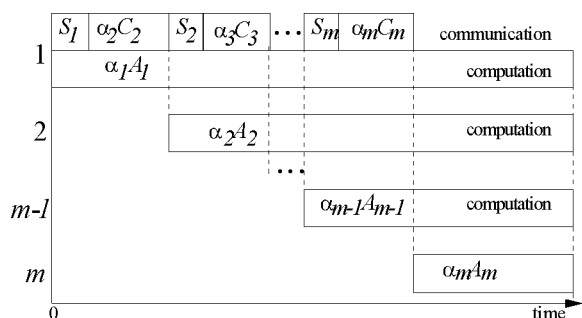 S₁ α₂C₂ S₂ α₃C₃ ... Sₘ αₘCₘ communication
1
α₁A₁ computation
2 α₂A₂ computation
...
m-1 αₘ₋₁Aₘ₋₁ computation
m αₘAₘ
0 time